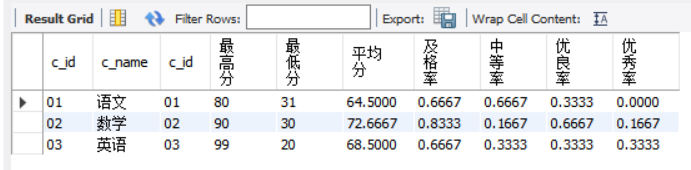 Result Grid Filter Rows: Export: Wrap Cell Content: IA
c_id c_name c_id 最高分 最低分 平均分 及格率 中等率 优良率 优秀率
01 语文 01 80 31 64.5000 0.6667 0.6667 0.3333 0.0000
02 数学 02 90 30 72.6667 0.8333 0.1667 0.6667 0.1667
03 英语 03 99 20 68.5000 0.6667 0.3333 0.3333 0.3333